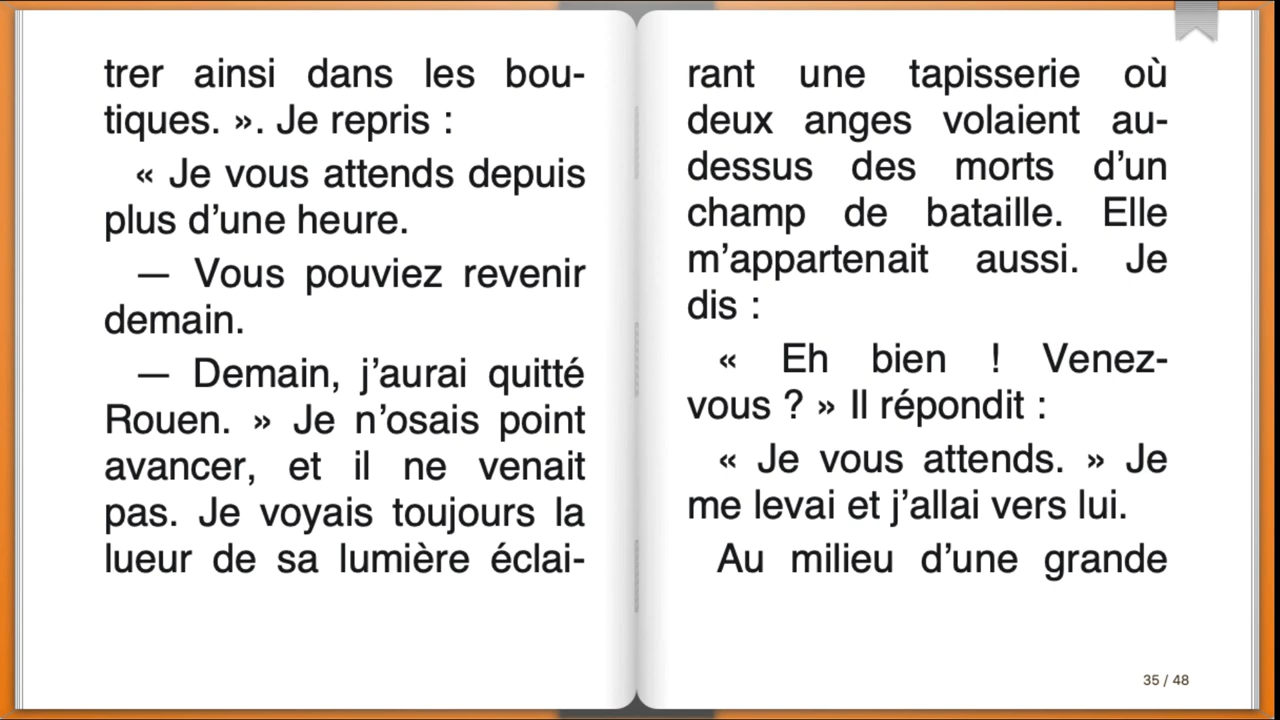 trer ainsi dans les bou-
tiques. ». Je repris :
« Je vous attends depuis
plus d’une heure.
— Vous pouviez revenir
demain.
— Demain, j’aurai quitté
Rouen. » Je n’osais point
avancer, et il ne venait
pas. Je voyais toujours la
lueur de sa lumière éclai-
rant une tapisserie où
deux anges volaient au-
dessus des morts d’un
champ de bataille. Elle
m’appartenait aussi. Je
dis :
« Eh bien ! Venez-
vous ? » Il répondit :
« Je vous attends. » Je
me levai et j’allai vers lui.
Au milieu d’une grande
35 / 48